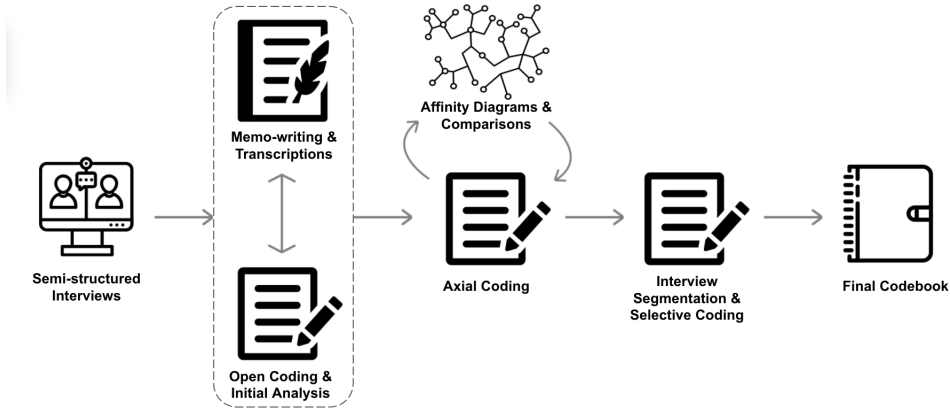 Semi-structured
Interviews
Memo-writing &
Transcriptions
Open Coding &
Initial Analysis
Affinity Diagrams &
Comparisons
Axial Coding
Interview
Segmentation &
Selective Coding
Final Codebook